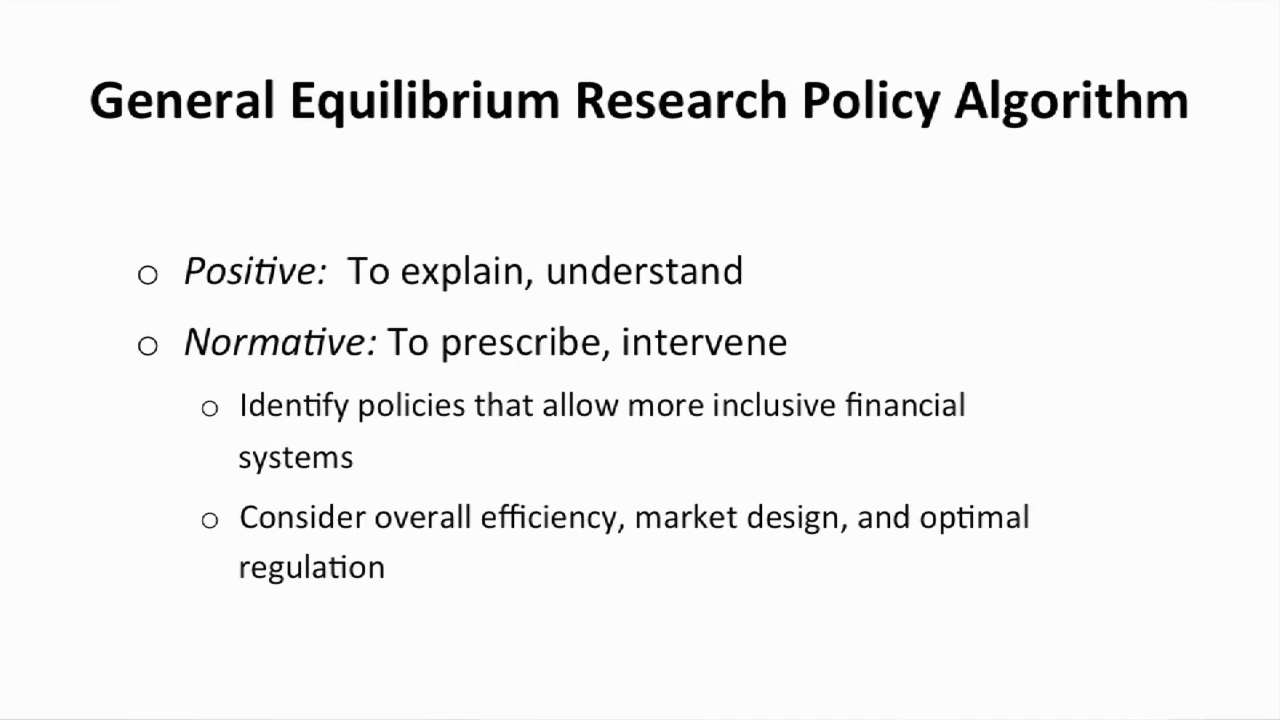 General Equilibrium Research Policy Algorithm
o Positive: To explain, understand
o Normative: To prescribe, intervene
o Identify policies that allow more inclusive financial
systems
o Consider overall efficiency, market design, and optimal
regulation